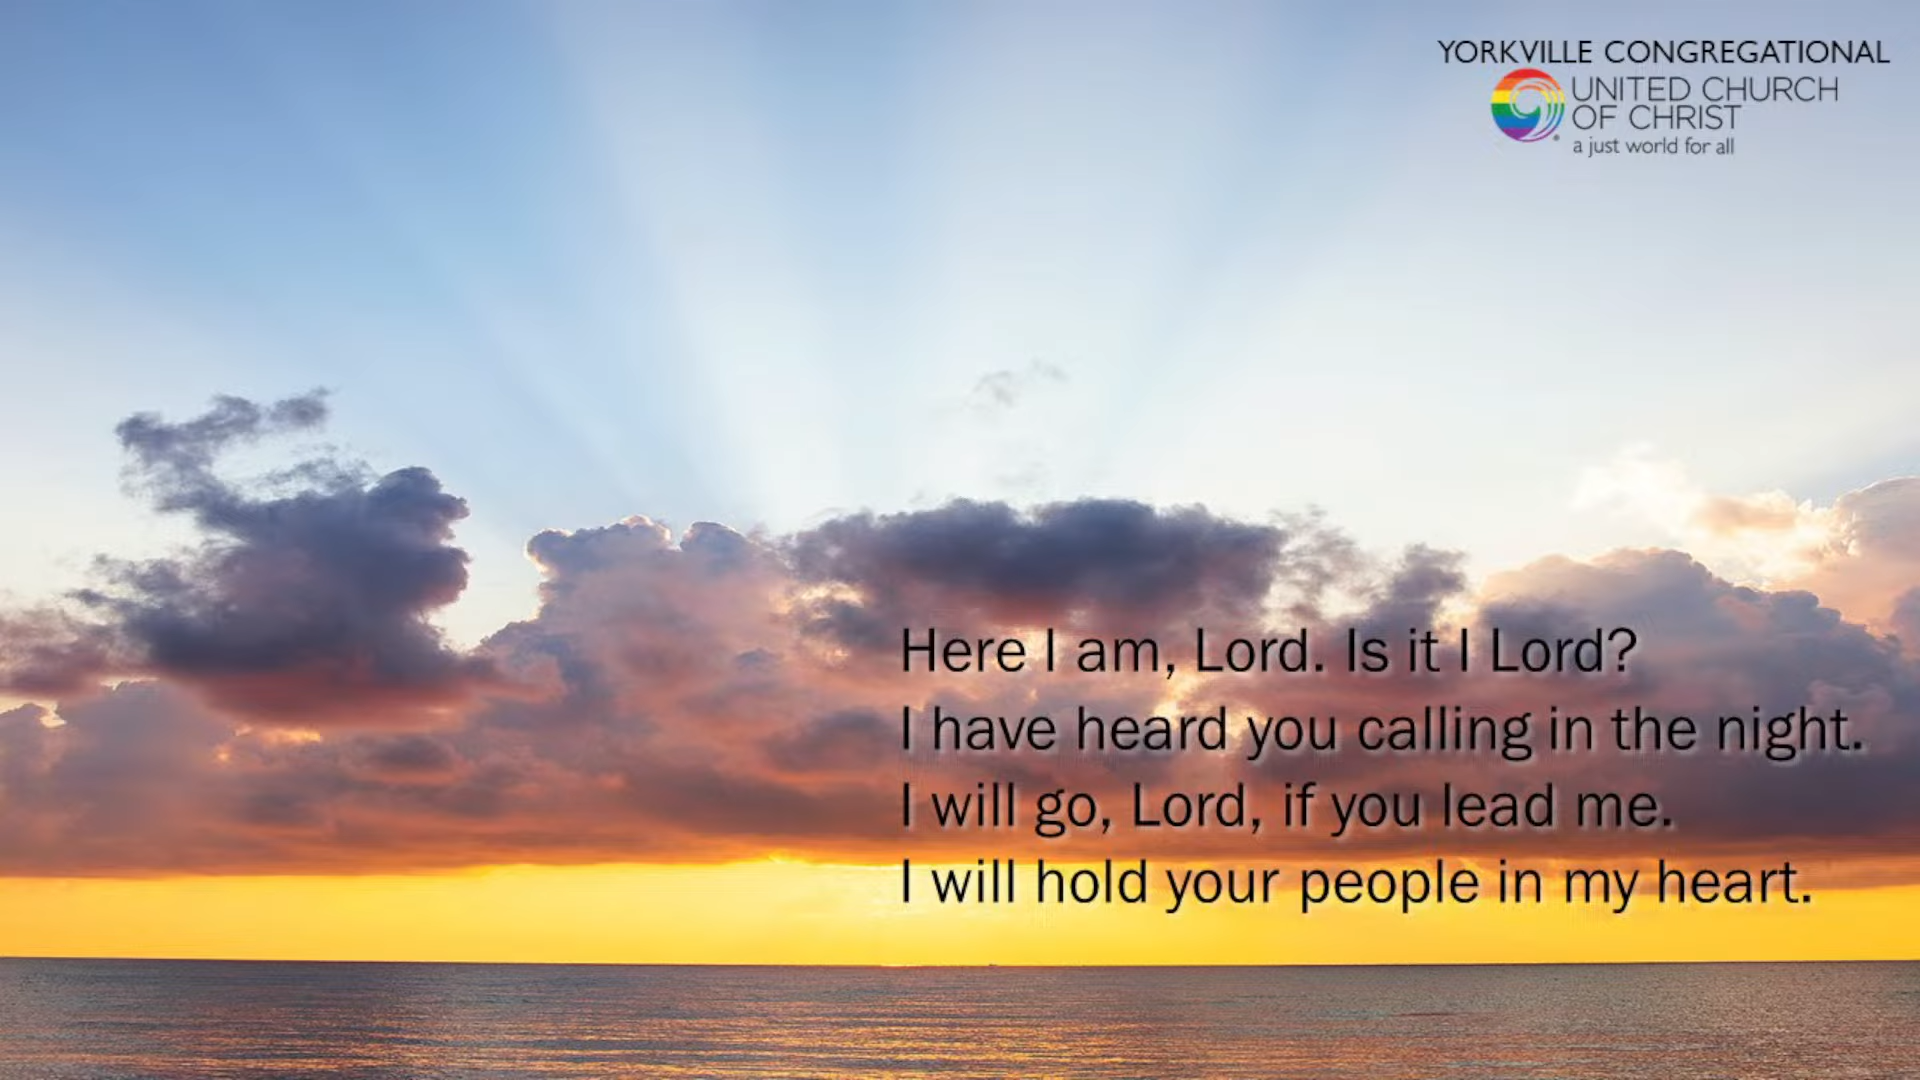 YORKVILLE CONGREGATIONAL
UNITED CHURCH
OF CHRIST
a just world for all
Here I am, Lord. Is it I Lord?
I have heard you calling in the night.
I will go, Lord, if you lead me.
I will hold your people in my heart.